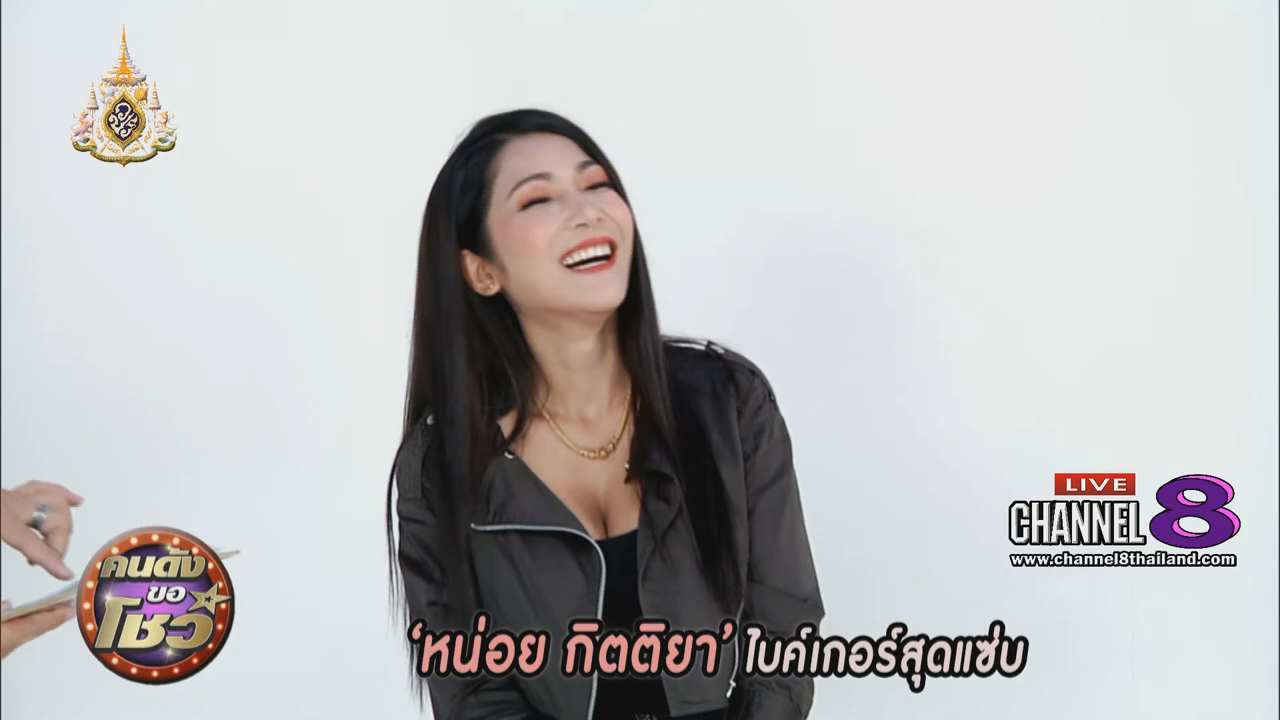 LIVE
CHANNEL 8
www.channel8thailand.com
คนดัง
ขอ
โชว์
‘หน่อย กิตติยา’ ไบค์เกอร์สุดแซ่บ